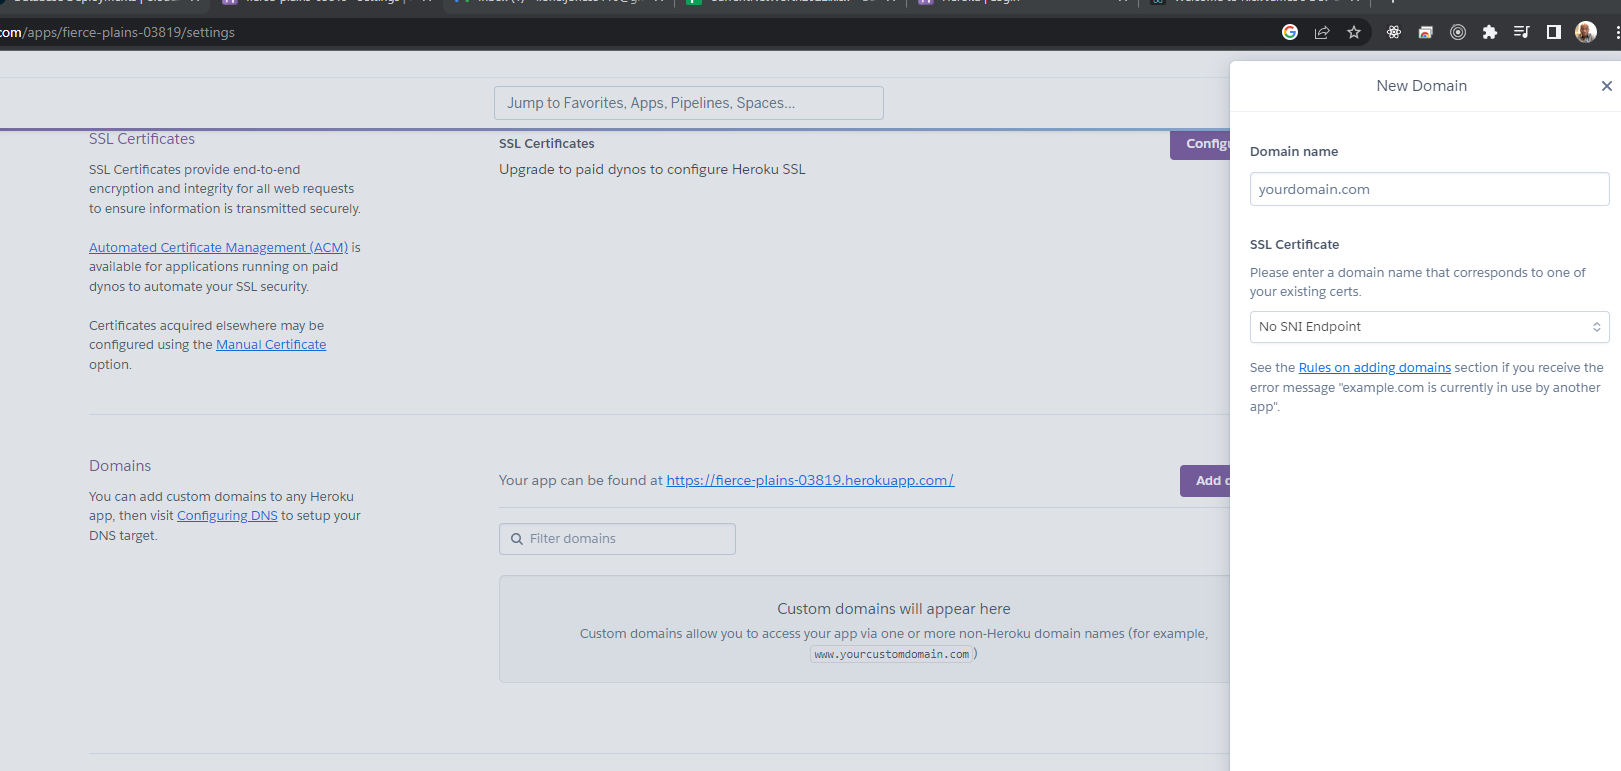 com/apps/fierce-plains-03819/settings
Jump to Favorites, Apps, Pipelines, Spaces...
SSL Certificates
SSL Certificates provide end-to-end
encryption and integrity for all web requests
to ensure information is transmitted securely.
Automated Certificate Management (ACM) is
available for applications running on paid
dynos to automate your SSL security.
Certificates acquired elsewhere may be
configured using the Manual Certificate
option.
SSL Certificates
Upgrade to paid dynos to configure Heroku SSL
Configu
Domains
You can add custom domains to any Heroku
app, then visit Configuring DNS to setup your
DNS target.
Your app can be found at https://fierce-plains-03819.herokuapp.com/
Add c
Filter domains
Custom domains will appear here
Custom domains allow you to access your app via one or more non-Heroku domain names (for example,
www.yourcustomdomain.com)
New Domain
Domain name
yourdomain.com
SSL Certificate
Please enter a domain name that corresponds to one of
your existing certs.
No SNI Endpoint
See the Rules on adding domains section if you receive the
error message "example.com is currently in use by another
app".